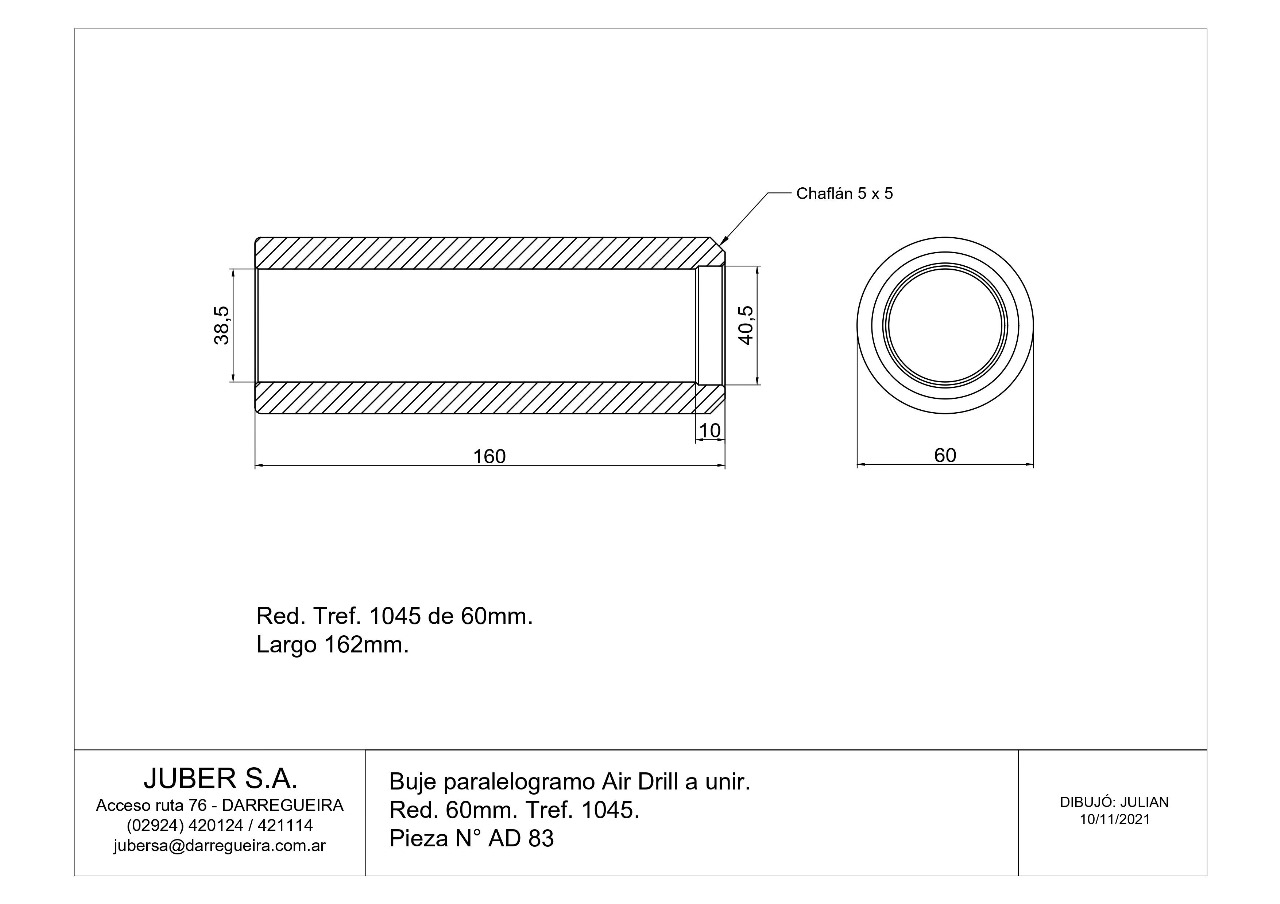 Chaflán 5 x 5
38,5
40,5
10
160
60
Red. Tref. 1045 de 60mm.
Largo 162mm.
JUBER S.A.
Acceso ruta 76 - DARREGUEIRA
(02924) 420124 / 421114
jubersa@darregueira.com.ar
Buje paralelogramo Air Drill a unir.
Red. 60mm. Tref. 1045.
Pieza N° AD 83
DIBUJÓ: JULIAN
10/11/2021